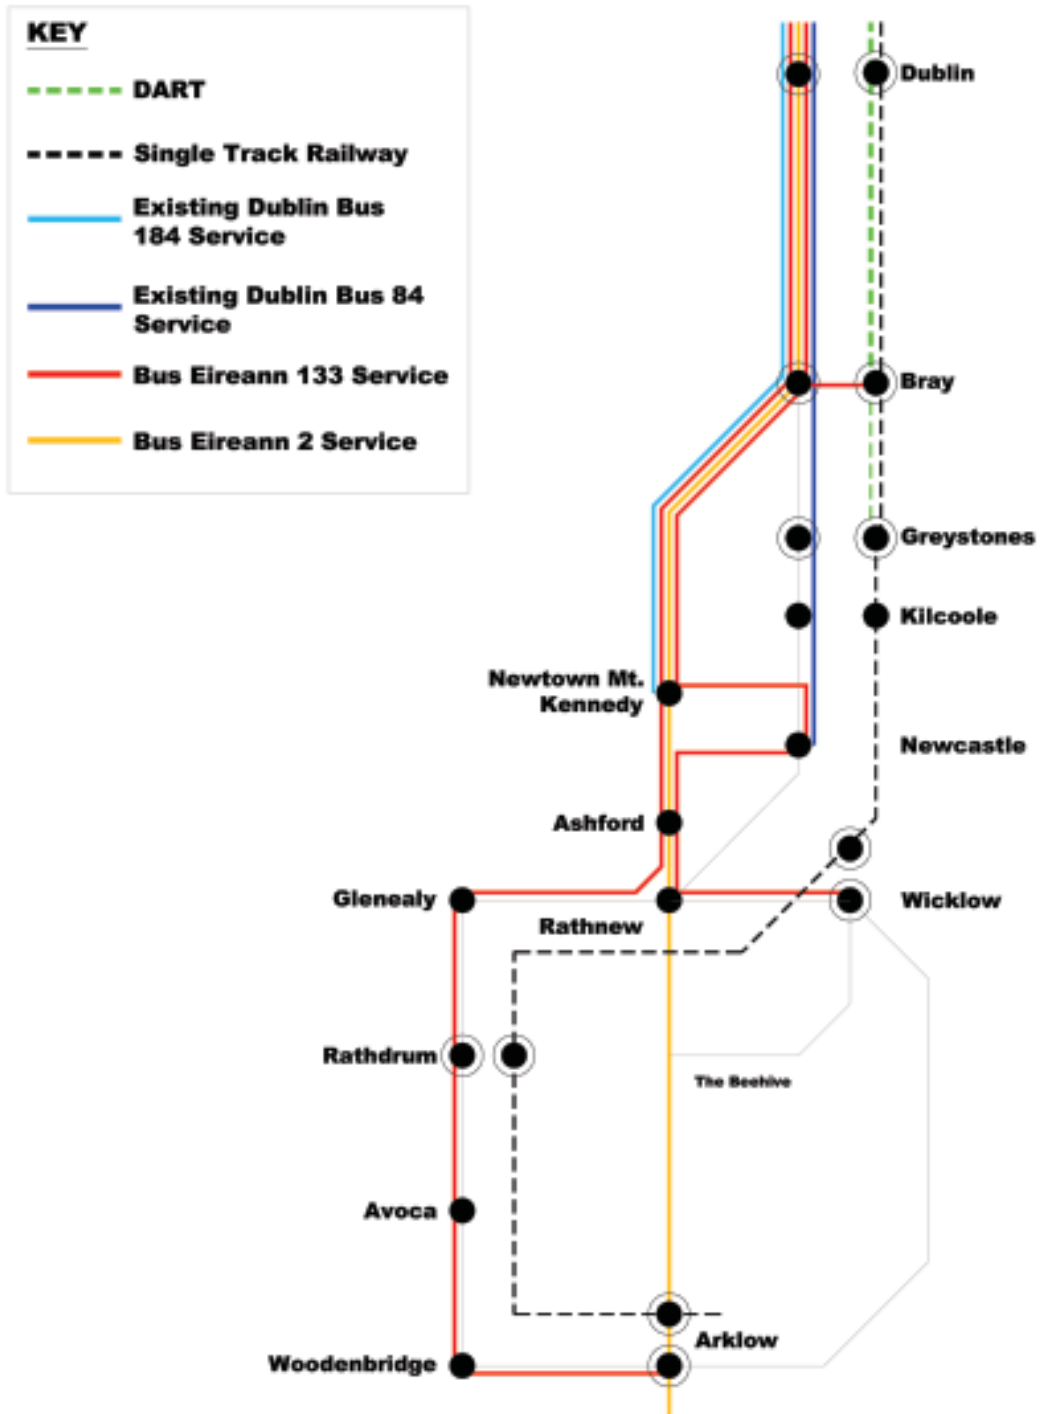 KEY
DART
Single Track Railway
Existing Dublin Bus
184 Service
Existing Dublin Bus 84
Service
Bus Eireann 133 Service
Bus Eireann 2 Service
Dublin
Bray
Greystones
Kilcoole
Newtown Mt.
Kennedy
Newcastle
Ashford
Glenealy
Wicklow
Rathnew
Rathdrum
The Beehive
Avoca
Arklow
Woodenbridge